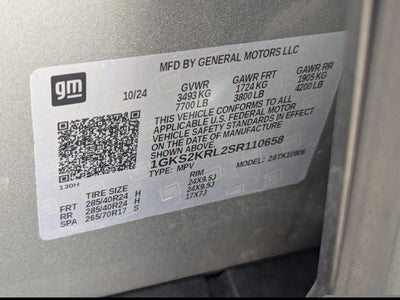 gm
MFD BY GENERAL MOTORS LLC
10/24 GVWR GAWR FRT GAWR RR
3493 KG 1724 KG 1905 KG
7700 LB 3800 LB 4200 LB
THIS VEHICLE CONFORMS TO ALL
APPLICABLE U.S. FEDERAL MOTOR
VEHICLE SAFETY STANDARDS IN
EFFECT ON THE DATE OF MANUFACTURE
SHOWN ABOVE.
1GKS2KRL2SR110658
130H TYPE: MPV MODEL: 2STK10906
TIRE SIZE RIM
FRT 285/40R24 H 24X9.5J
RR 285/40R24 H 24X9.5J
SPA 265/70R17 S 17X7J